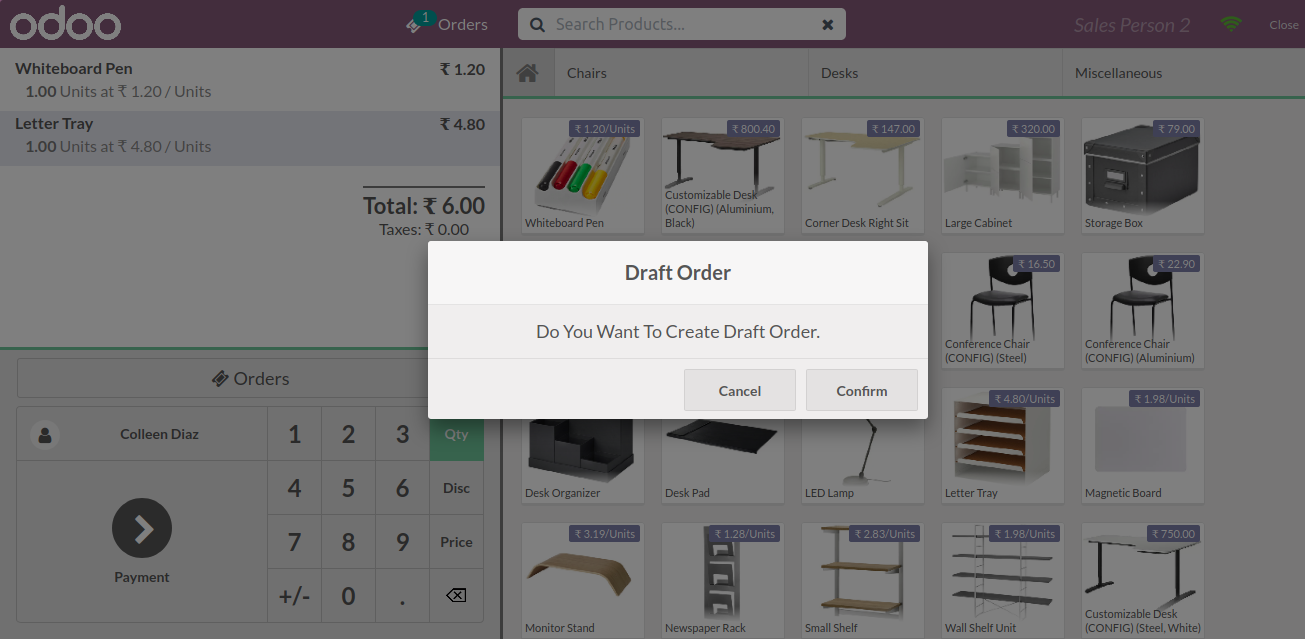 odoo
1
Orders
Search Products...
Sales Person 2
Close
Whiteboard Pen ₹ 1.20
1.00 Units at ₹ 1.20 / Units
Letter Tray ₹ 4.80
1.00 Units at ₹ 4.80 / Units
Total: ₹ 6.00
Taxes: ₹ 0.00
Orders
Colleen Diaz
Payment
1 2 3 Qty
4 5 6 Disc
7 8 9 Price
+/- 0 .
Chairs
Desks
Miscellaneous
₹ 1.20/Units
Whiteboard Pen
₹ 800.40
Customizable Desk
(CONFIG) (Aluminium,
Black)
₹ 147.00
Corner Desk Right Sit
₹ 320.00
Large Cabinet
₹ 79.00
Storage Box
₹ 16.50
Conference Chair
(CONFIG) (Steel)
₹ 22.90
Conference Chair
(CONFIG) (Aluminium)
Desk Organizer
Desk Pad
LED Lamp
₹ 4.80/Units
Letter Tray
₹ 1.98/Units
Magnetic Board
₹ 3.19/Units
Monitor Stand
₹ 1.28/Units
Newspaper Rack
₹ 2.83/Units
Small Shelf
₹ 1.98/Units
Wall Shelf Unit
₹ 750.00
Customizable Desk
(CONFIG) (Steel, White)
Draft Order
Do You Want To Create Draft Order.
Cancel
Confirm